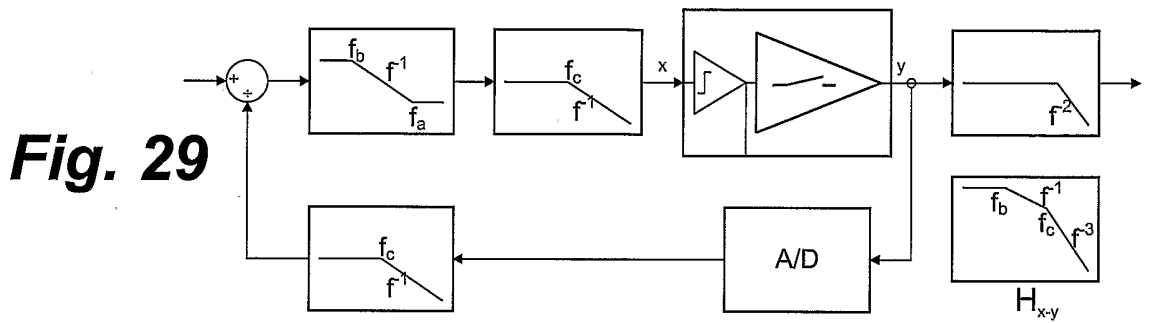 Fig. 29
+
÷
f_b
f⁻¹
f_a
f_c
f⁻¹
x
y
f⁻²
f_c
f⁻¹
A/D
f_b
f⁻¹
f_c
f⁻³
H_x-y